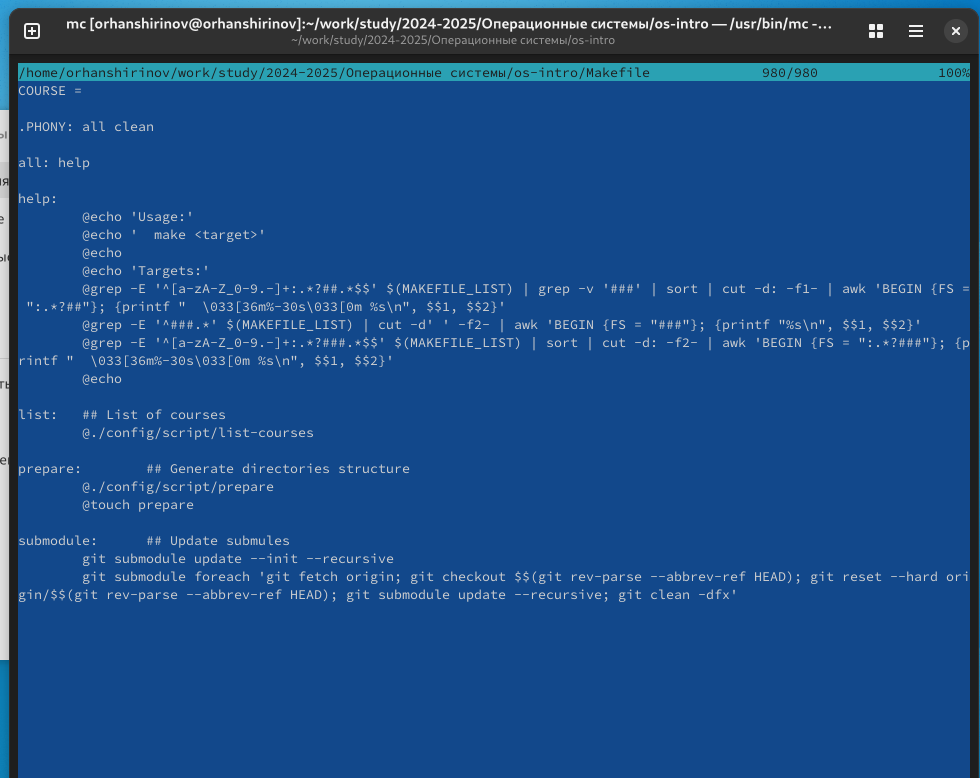 mc [orhanshirinov@orhanshirinov]:~/work/study/2024-2025/Операционные системы/os-intro — /usr/bin/mc -...
~/work/study/2024-2025/Операционные системы/os-intro
/home/orhanshirinov/work/study/2024-2025/Операционные системы/os-intro/Makefile 980/980 100%
COURSE =
.PHONY: all clean
all: help
help:
@echo 'Usage:'
@echo '  make <target>'
@echo
@echo 'Targets:'
@grep -E '^[a-zA-Z_0-9.-]+:.*?##.*$$' $(MAKEFILE_LIST) | grep -v '###' | sort | cut -d: -f1- | awk 'BEGIN {FS =
":.*?##"}; {printf "  \033[36m%-30s\033[0m %s\n", $$1, $$2}'
@grep -E '^###.*' $(MAKEFILE_LIST) | cut -d' ' -f2- | awk 'BEGIN {FS = "###"}; {printf "%s\n", $$1, $$2}'
@grep -E '^[a-zA-Z_0-9.-]+:.*?###.*$$' $(MAKEFILE_LIST) | sort | cut -d: -f2- | awk 'BEGIN {FS = ":.*?###"}; {p
rintf "  \033[36m%-30s\033[0m %s\n", $$1, $$2}'
@echo
list:   ## List of courses
@./config/script/list-courses
prepare:        ## Generate directories structure
@./config/script/prepare
@touch prepare
submodule:      ## Update submules
git submodule update --init --recursive
git submodule foreach 'git fetch origin; git checkout $$(git rev-parse --abbrev-ref HEAD); git reset --hard ori
gin/$$(git rev-parse --abbrev-ref HEAD); git submodule update --recursive; git clean -dfx'